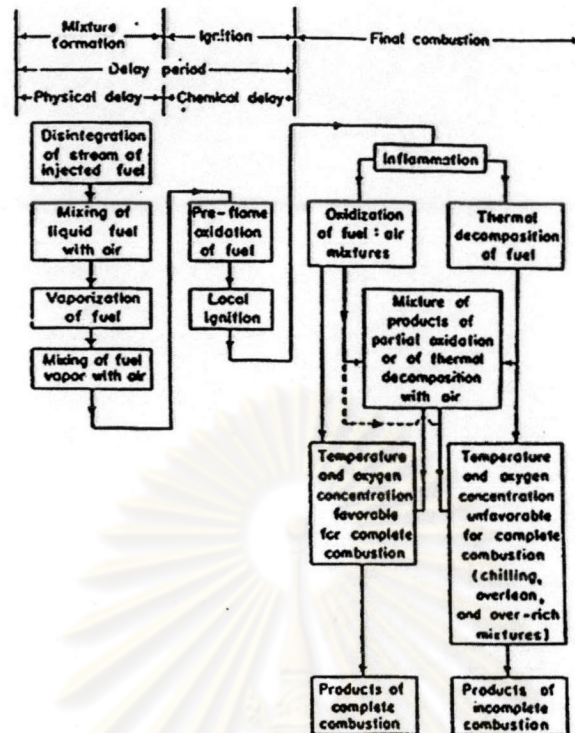 Mixture
formation
Ignition
Final combustion
Delay period
Physical delay
Chemical delay
Disintegration
of stream of
injected fuel
Mixing of
liquid fuel
with air
Vaporization
of fuel
Mixing of fuel
vapor with air
Pre-flame
oxidation
of fuel
Local
ignition
Inflammation
Oxidization
of fuel : air
mixtures
Thermal
decomposition
of fuel
Mixture of
products of
partial oxidation
or of thermal
decomposition
with air
Temperature
and oxygen
concentration
favorable
for complete
combustion
Temperature
and oxygen
concentration
unfavorable
for complete
combustion
(chilling,
overlean,
and over-rich
mixtures)
Products of
complete
combustion
Products of
incomplete
combustion